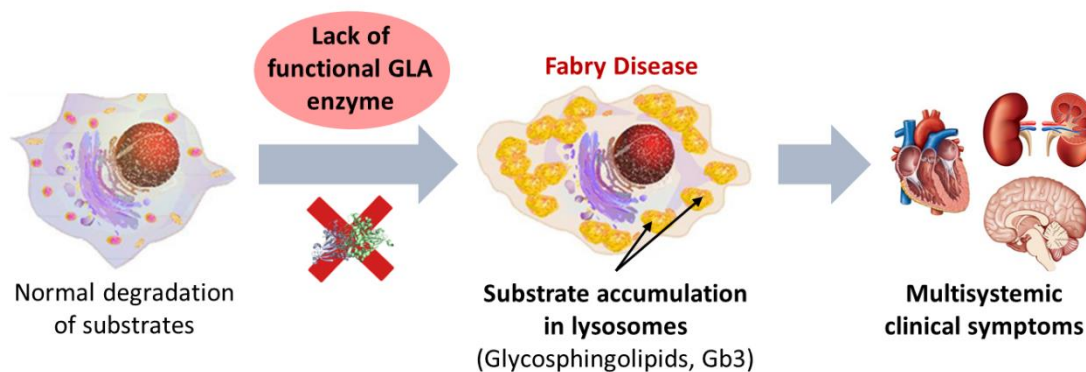 Lack of
functional GLA
enzyme
Fabry Disease
Normal degradation
of substrates
Substrate accumulation
in lysosomes
(Glycosphingolipids, Gb3)
Multisystemic
clinical symptoms